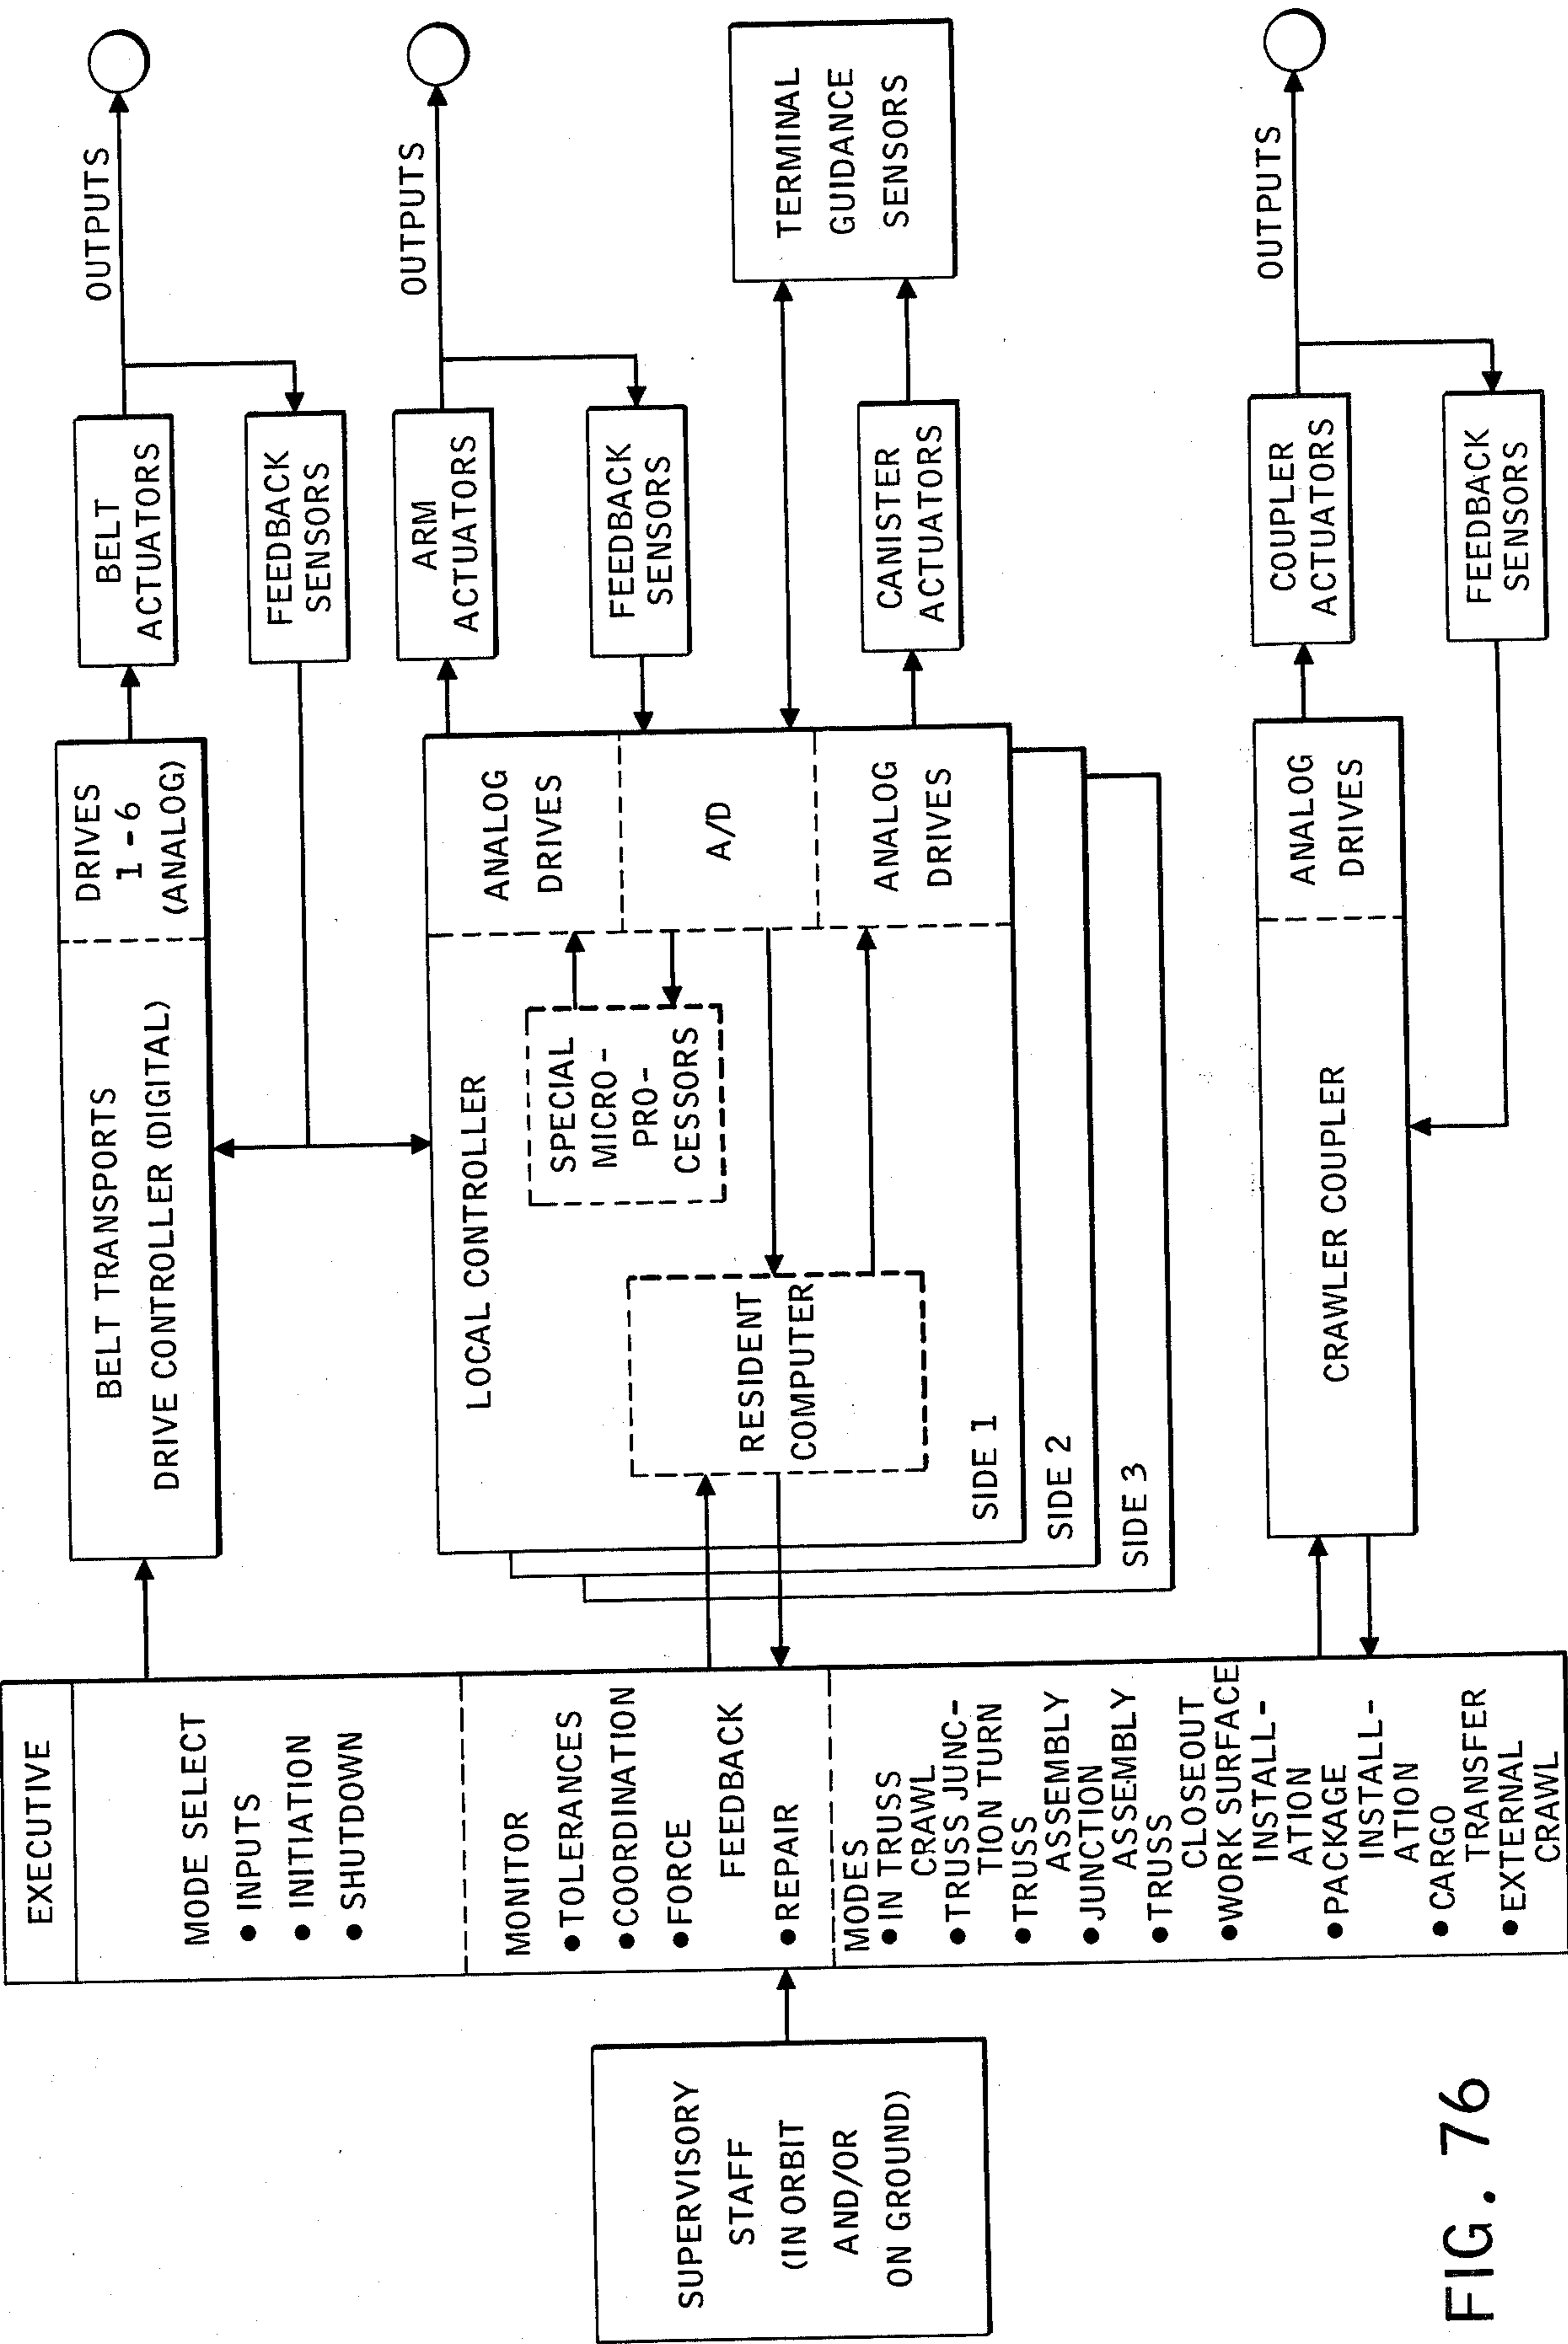 SUPERVISORY
STAFF
(IN ORBIT
AND/OR
ON GROUND)
EXECUTIVE
MODE SELECT
● INPUTS
● INITIATION
● SHUTDOWN
MONITOR
● TOLERANCES
● COORDINATION
● FORCE
FEEDBACK
● REPAIR
MODES
● IN TRUSS
CRAWL
● TRUSS JUNC-
TION TURN
● TRUSS
ASSEMBLY
● JUNCTION
ASSEMBLY
● TRUSS
CLOSEOUT
● WORK SURFACE
INSTALL-
ATION
● PACKAGE
INSTALL-
ATION
● CARGO
TRANSFER
● EXTERNAL
CRAWL
BELT TRANSPORTS
DRIVE CONTROLLER (DIGITAL)
DRIVES
1 - 6
(ANALOG)
BELT
ACTUATORS
OUTPUTS
FEEDBACK
SENSORS
LOCAL CONTROLLER
RESIDENT
COMPUTER
SPECIAL
MICRO-
PRO-
CESSORS
ANALOG
DRIVES
A/D
ANALOG
DRIVES
SIDE 1
SIDE 2
SIDE 3
ARM
ACTUATORS
OUTPUTS
FEEDBACK
SENSORS
TERMINAL
GUIDANCE
SENSORS
CANISTER
ACTUATORS
CRAWLER COUPLER
ANALOG
DRIVES
COUPLER
ACTUATORS
OUTPUTS
FEEDBACK
SENSORS
FIG. 76